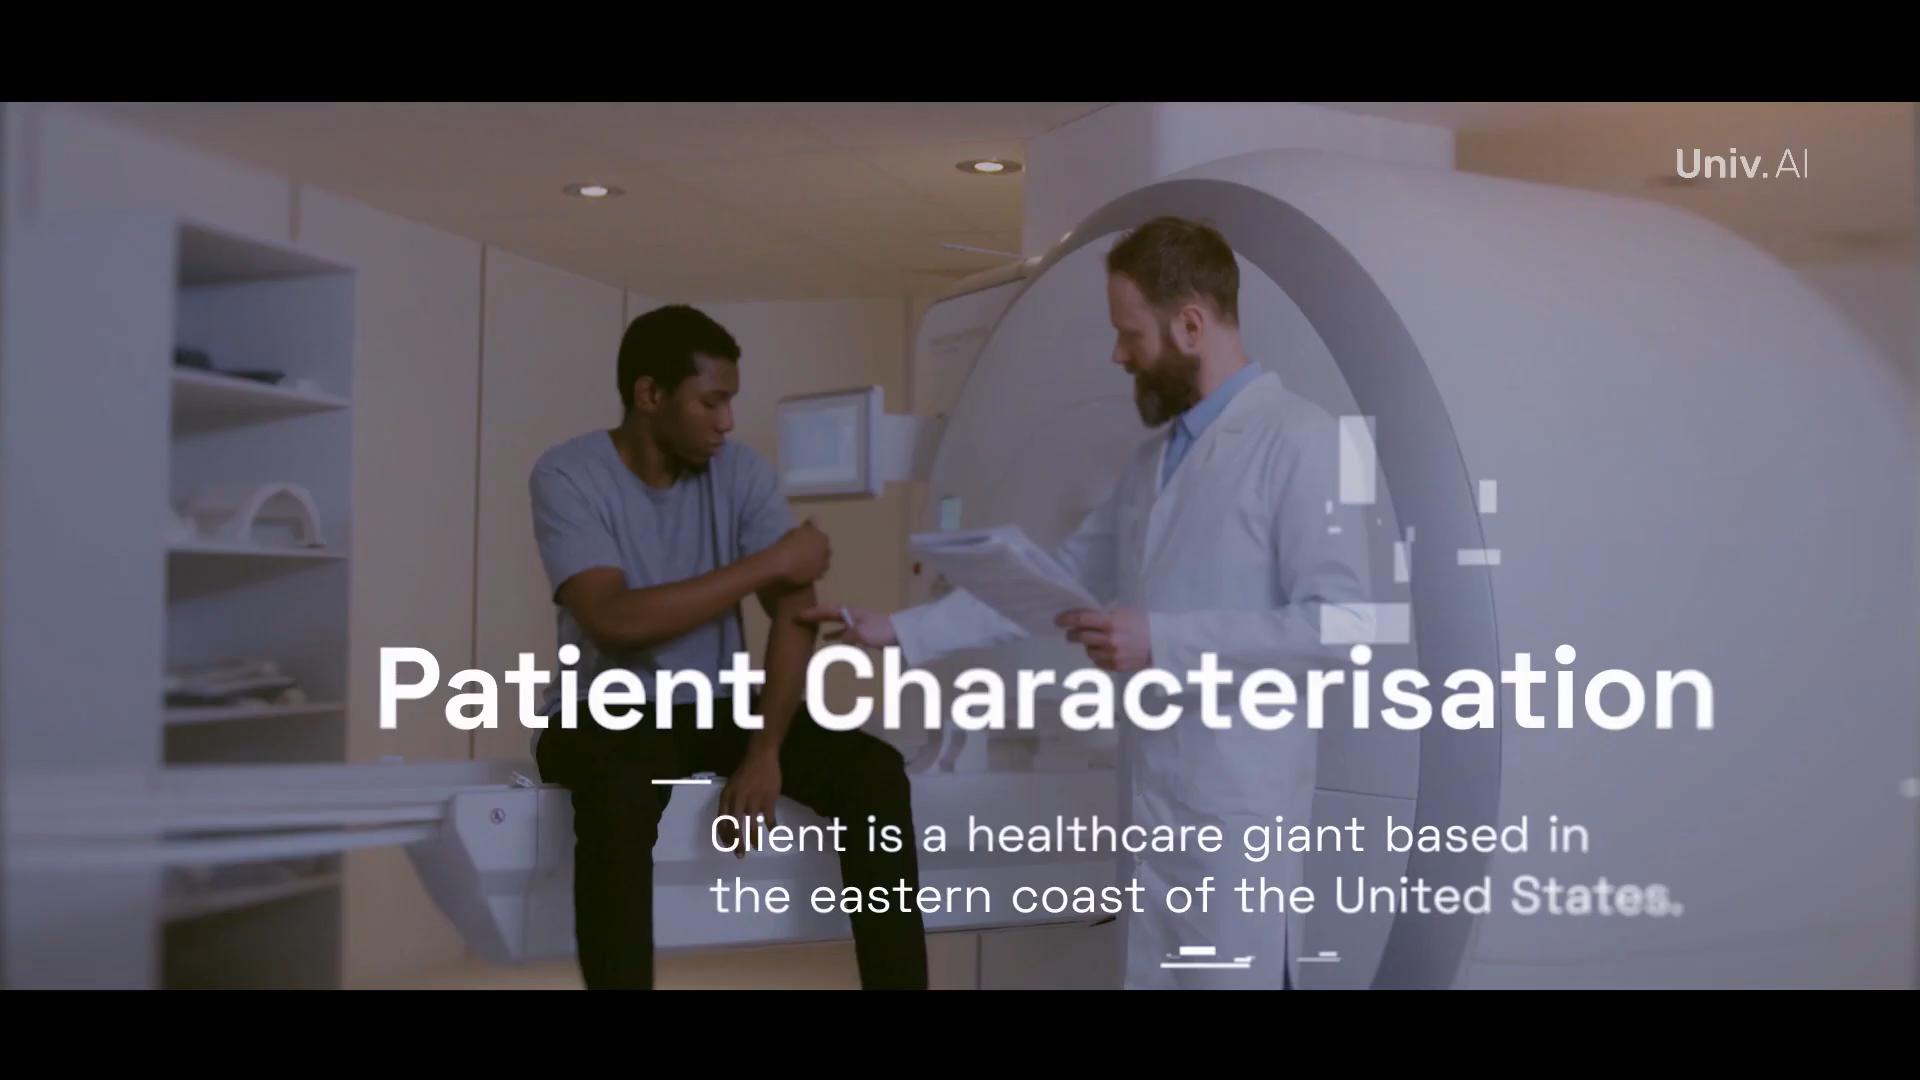 Univ.AI
Patient Characterisation
Client is a healthcare giant based in
the eastern coast of the United States.